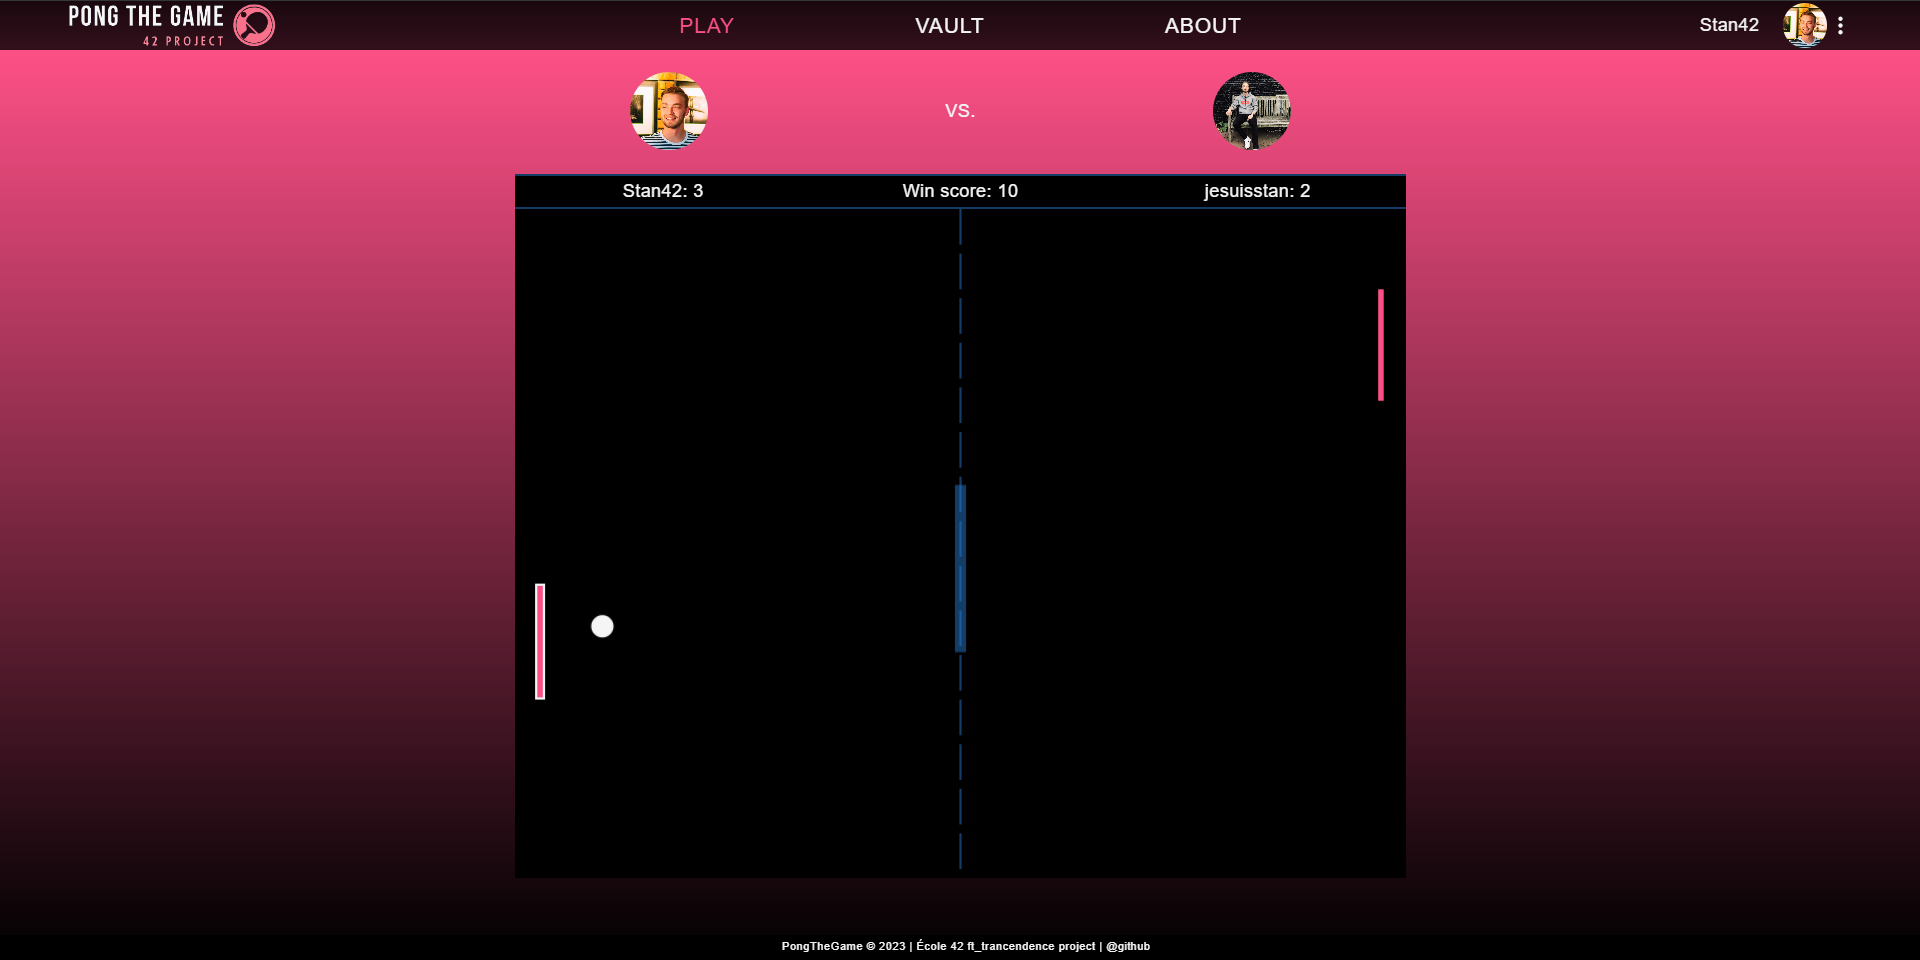 PONG THE GAME
42 PROJECT
PLAY
VAULT
ABOUT
Stan42
VS.
Stan42: 3
Win score: 10
jesuisstan: 2
PongTheGame © 2023 | École 42 ft_trancendence project | @github